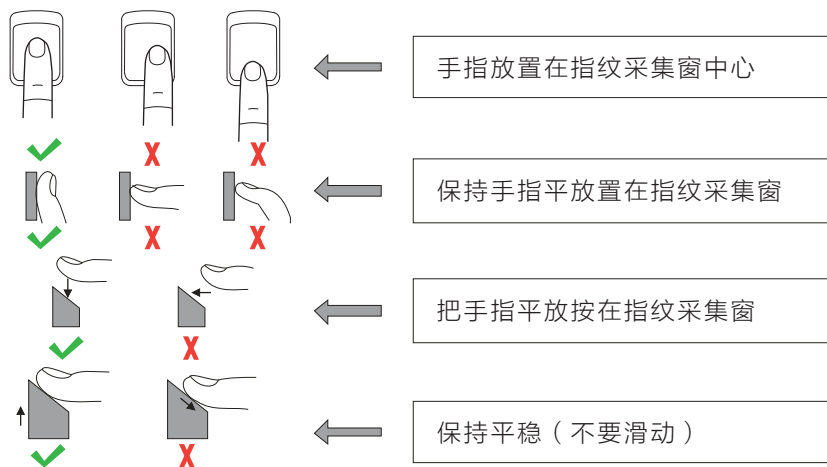 手指放置在指纹采集窗中心
保持手指平放置在指纹采集窗
把手指平放按在指纹采集窗
保持平稳（不要滑动）